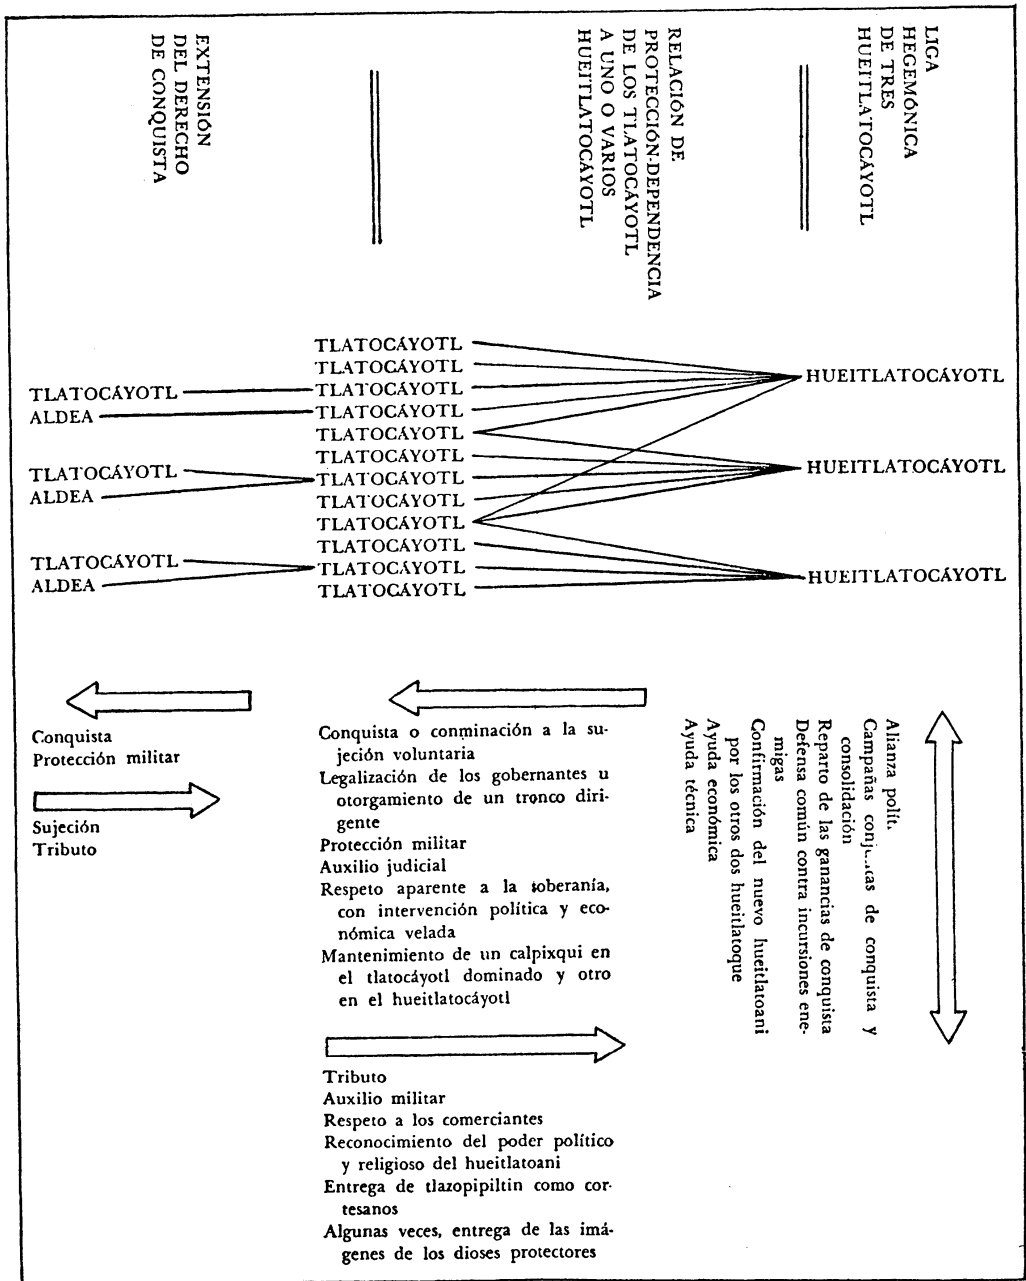 EXTENSIÓN
DEL DERECHO
DE CONQUISTA
RELACIÓN DE
PROTECCIÓN-DEPENDENCIA
DE LOS TLATOCÁYOTL
A UNO O VARIOS
HUEITLATOCÁYOTL
LIGA
HEGEMÓNICA
DE TRES
HUEITLATOCÁYOTL
TLATOCÁYOTL
ALDEA
TLATOCÁYOTL
ALDEA
TLATOCÁYOTL
ALDEA
TLATOCÁYOTL
TLATOCÁYOTL
TLATOCÁYOTL
TLATOCÁYOTL
TLATOCÁYOTL
TLATOCÁYOTL
TLATOCÁYOTL
TLATOCÁYOTL
TLATOCÁYOTL
TLATOCÁYOTL
TLATOCÁYOTL
TLATOCÁYOTL
HUEITLATOCÁYOTL
HUEITLATOCÁYOTL
HUEITLATOCÁYOTL
Conquista
Protección militar
Sujeción
Tributo
Conquista o conminación a la su-
jeción voluntaria
Legalización de los gobernantes u
otorgamiento de un tronco diri-
gente
Protección militar
Auxilio judicial
Respeto aparente a la soberanía,
con intervención política y eco-
nómica velada
Mantenimiento de un calpixqui en
el tlatocáyotl dominado y otro
en el hueitlatocáyotl
Tributo
Auxilio militar
Respeto a los comerciantes
Reconocimiento del poder político
y religioso del hueitlatoani
Entrega de tlazopipiltin como cor-
tesanos
Algunas veces, entrega de las imá-
genes de los dioses protectores
Alianza
Campañas de conquista y
consolidación
Reparto de las ganancias de conquista
Defensa común contra incursiones ene-
migas
Confirmación del nuevo hueitlatoani
por los otros dos hueitlatoque
Ayuda económica
Ayuda técnica